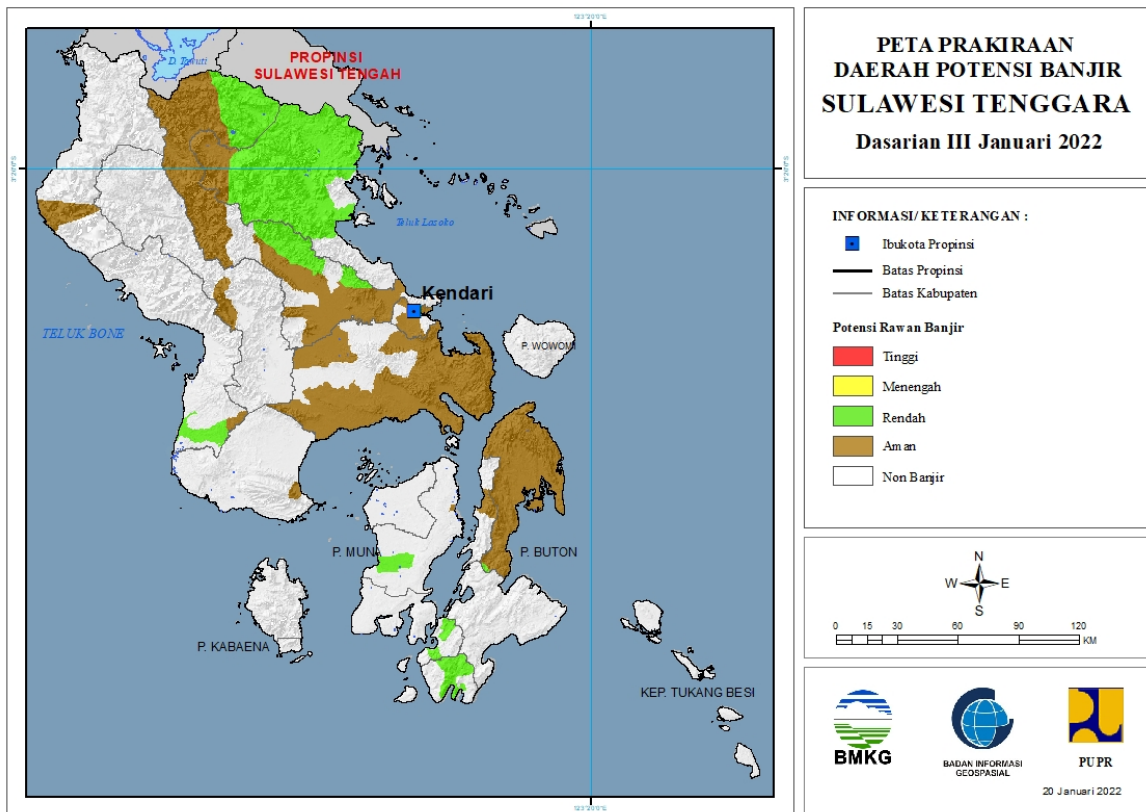 PETA PRAKIRAAN
DAERAH POTENSI BANJIR
SULAWESI TENGGARA
Dasarian III Januari 2022
INFORMASI/ KETERANGAN :
Ibukota Propinsi
Batas Propinsi
Batas Kabupaten
Potensi Rawan Banjir
Tinggi
Menengah
Rendah
Aman
Non Banjir
N
W E
S
0 15 30 60 90 120
KM
BMKG
BADAN INFORMASI
GEOSPASIAL
PUPR
20 Januari 2022
PROPINSI
SULAWESI TENGAH
Kendari
TELUK BONE
P. WOWONI
P. MUNA
P. BUTON
P. KABAENA
KEP. TUKANG BESI